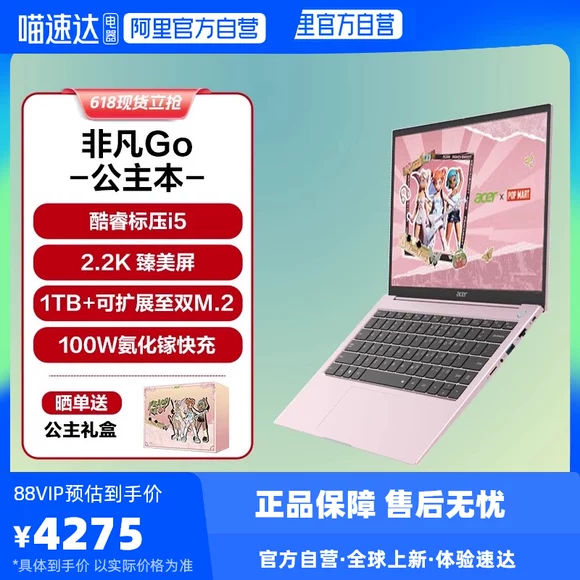 喵速达电器
阿里官方自营
里官方自营
618现货立抢
非凡Go
–公主本–
酷睿标压i5
2.2K 臻美屏
1TB+可扩展至双M.2
100W氨化镓快充
晒单送
公主礼盒
acer × POP MART
acer
88VIP预估到手价
¥4275
*具体到手价 以实际价格为准
正品保障 售后无忧
官方自营·全球上新·体验速达